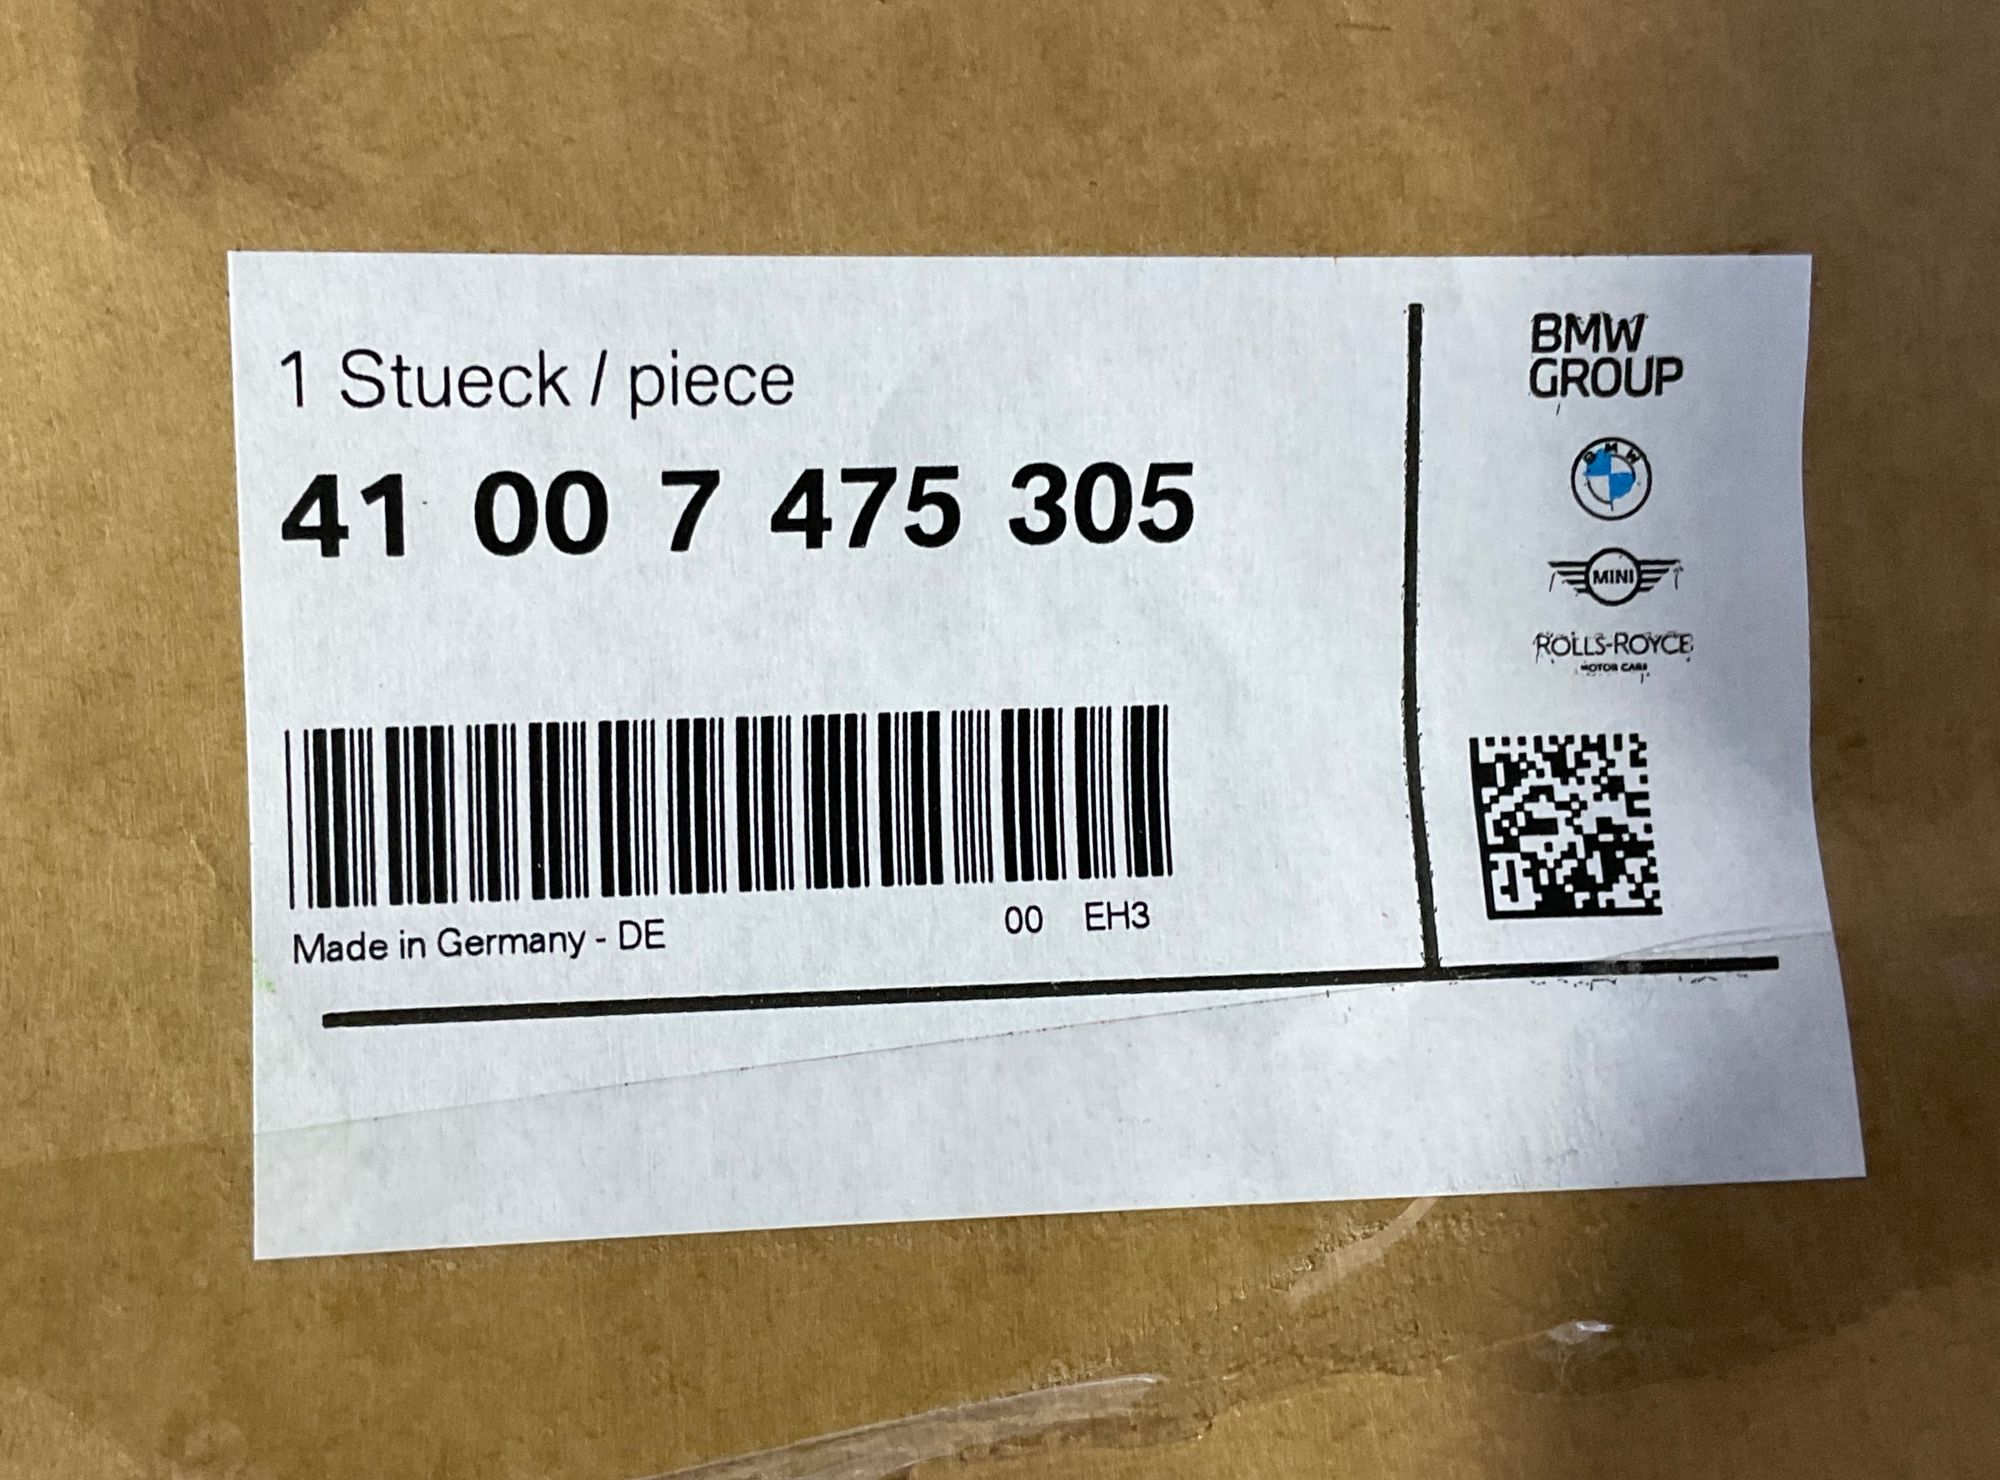 1 Stueck / piece
41 00 7 475 305
Made in Germany - DE
00 EH3
BMW
GROUP
BMW
MINI
ROLLS-ROYCE
MOTOR CARS